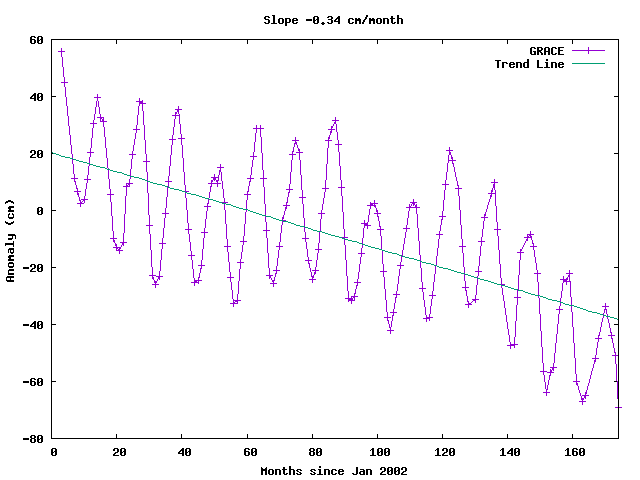 Slope -0.34 cm/month
GRACE
Trend Line
60
40
20
0
-20
-40
-60
-80
Anomaly (cm)
0 20 40 60 80 100 120 140 160
Months since Jan 2002